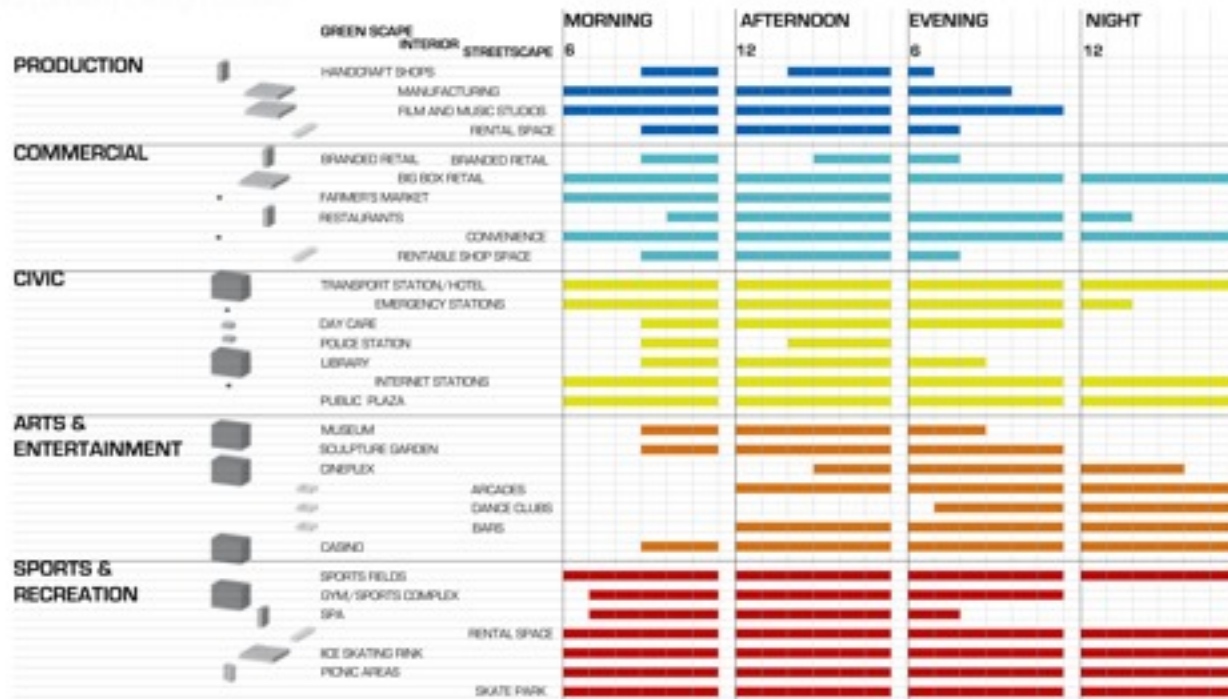 MORNING AFTERNOON EVENING NIGHT
GREEN SCAPE
INTERIOR
STREETSCAPE
6 12 6 12
PRODUCTION
HANDCRAFT SHOPS
MANUFACTURING
FILM AND MUSIC STUDIOS
RENTAL SPACE
COMMERCIAL
BRANDED RETAIL BRANDED RETAIL
BIG BOX RETAIL
FARMER'S MARKET
RESTAURANTS
CONVENIENCE
RENTABLE SHOP SPACE
CIVIC
TRANSPORT STATION/HOTEL
EMERGENCY STATIONS
DAY CARE
POLICE STATION
LIBRARY
INTERNET STATIONS
PUBLIC PLAZA
ARTS &
ENTERTAINMENT
MUSEUM
SCULPTURE GARDEN
CINEPLEX
ARCADES
DANCE CLUBS
BARS
CASINO
SPORTS &
RECREATION
SPORTS FIELDS
GYM/SPORTS COMPLEX
SPA
RENTAL SPACE
ICE SKATING RINK
PICNIC AREAS
SKATE PARK